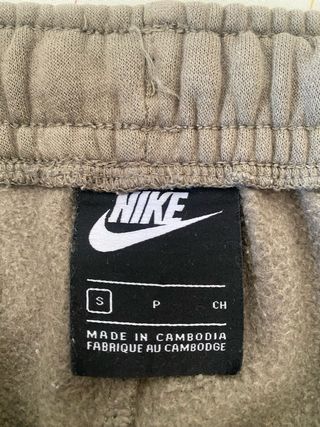 NIKE
S P CH
MADE IN CAMBODIA
FABRIQUE AU CAMBODGE